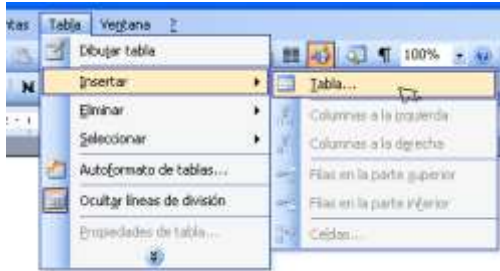 ntas Tabla Ventana ?
Dibujar tabla
100%
N
Insertar
Tabla...
Eliminar
Columnas a la izquierda
Seleccionar
Columnas a la derecha
Autoformato de tablas...
Filas en la parte superior
Ocultar líneas de división
Filas en la parte inferior
Propiedades de tabla...
Celdas...